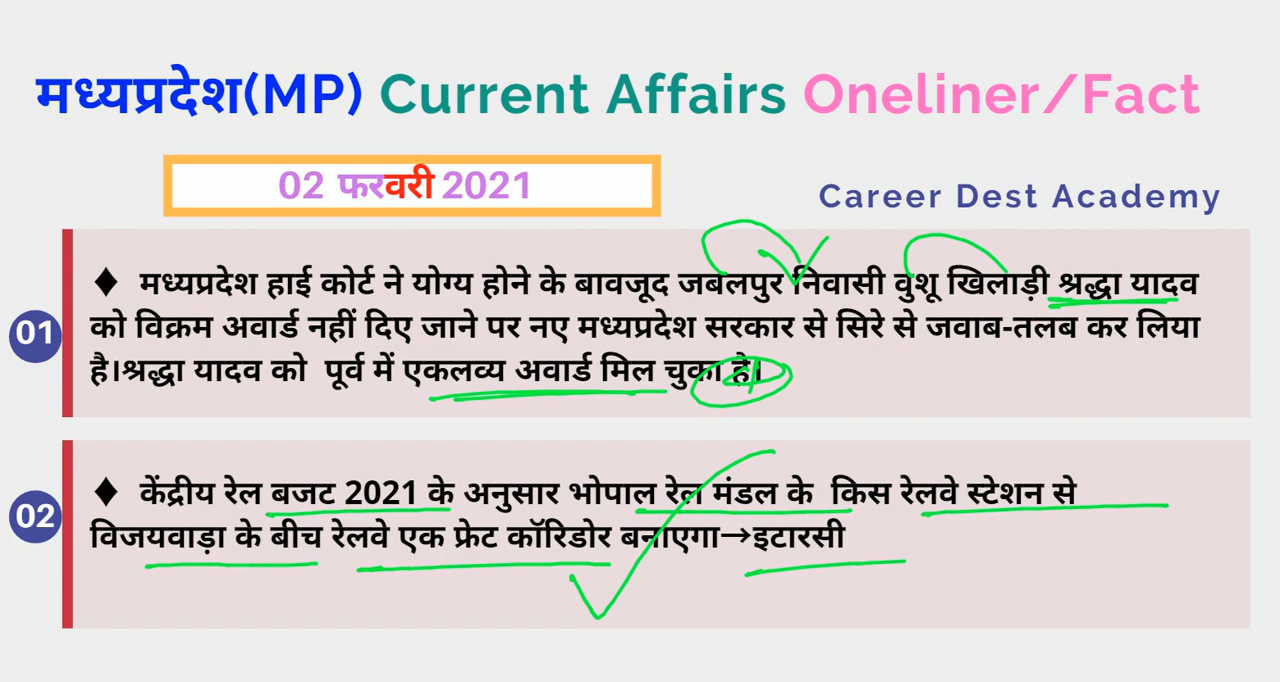 मध्यप्रदेश(MP) Current Affairs Oneliner/Fact
02 फरवरी 2021
Career Dest Academy
01
♦ मध्यप्रदेश हाई कोर्ट ने योग्य होने के बावजूद जबलपुर निवासी वुशू खिलाड़ी श्रद्धा यादव
को विक्रम अवार्ड नहीं दिए जाने पर नए मध्यप्रदेश सरकार से सिरे से जवाब-तलब कर लिया
है।श्रद्धा यादव को पूर्व में एकलव्य अवार्ड मिल चुका है।
02
♦ केंद्रीय रेल बजट 2021 के अनुसार भोपाल रेल मंडल के किस रेलवे स्टेशन से
विजयवाड़ा के बीच रेलवे एक फ्रेट कॉरिडोर बनाएगा→इटारसी